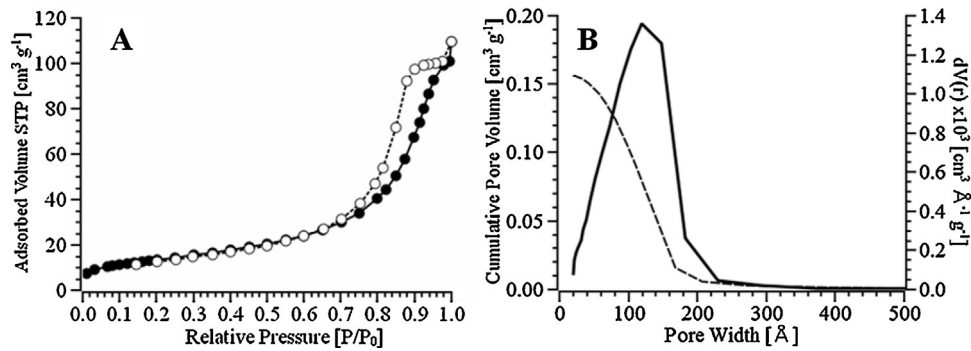 A
Adsorbed Volume STP [cm³ g⁻¹]
120
100
80
60
40
20
0
0.0 0.1 0.2 0.3 0.4 0.5 0.6 0.7 0.8 0.9 1.0
Relative Pressure [P/P₀]
B
Cumulative Pore Volume [cm³ g⁻¹]
0.20
0.15
0.10
0.05
0.00
0 100 200 300 400 500
Pore Width [Å]
1.4
1.2
1.0
0.8
0.6
0.4
0.2
0.0
dV(r) x10³ [cm³ Å-¹ g⁻¹]